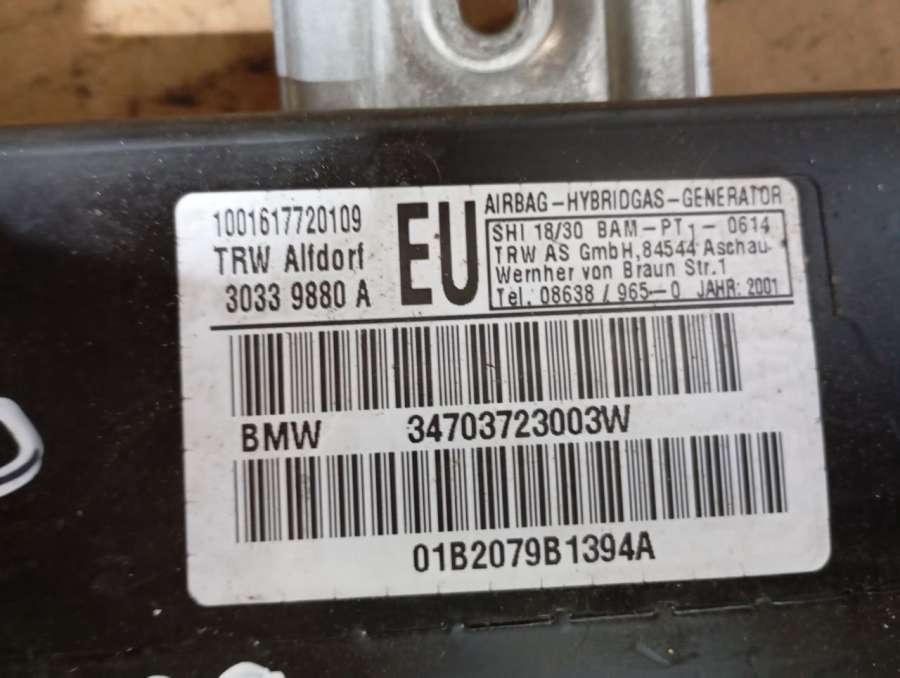 1001617720109
TRW Alfdorf
3033 9880 A
EU
AIRBAG-HYBRIDGAS-GENERATOR
SHI 18/30 BAM-PT1- 0614
TRW AS GmbH,84544 Aschau-
Wernher von Braun Str.1
Tel. 08638 / 965-0 JAHR: 2001
BMW 34703723003W
01B2079B1394A